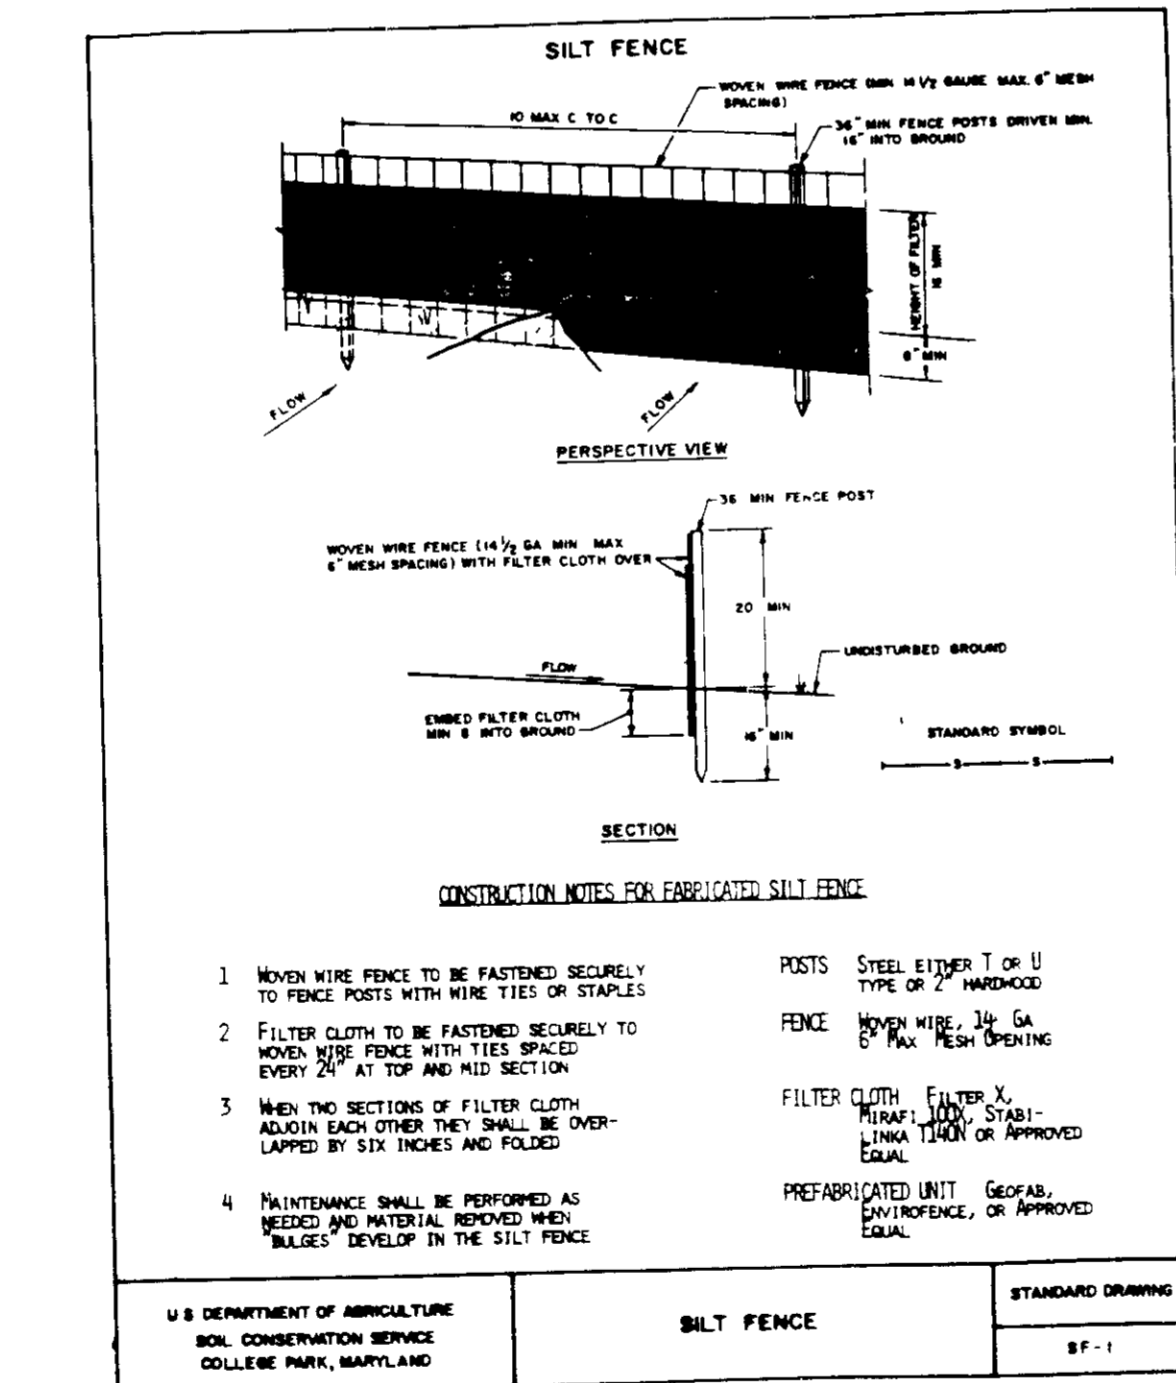 SILT FENCE
WOVEN WIRE FENCE (MIN 14 1/2 GAUGE MAX. 6" MESH
SPACING)
10 MAX C TO C
36" MIN FENCE POSTS DRIVEN MIN.
16" INTO GROUND
HEIGHT OF FILTER
16 MIN
8" MIN
FLOW
FLOW
PERSPECTIVE VIEW
36 MIN FENCE POST
WOVEN WIRE FENCE (14 1/2 GA MIN MAX
6" MESH SPACING) WITH FILTER CLOTH OVER
20 MIN
UNDISTURBED GROUND
FLOW
EMBED FILTER CLOTH
MIN 8 INTO GROUND
16" MIN
STANDARD SYMBOL
S S
SECTION
CONSTRUCTION NOTES FOR FABRICATED SILT FENCE
1 WOVEN WIRE FENCE TO BE FASTENED SECURELY
TO FENCE POSTS WITH WIRE TIES OR STAPLES
2 FILTER CLOTH TO BE FASTENED SECURELY TO
WOVEN WIRE FENCE WITH TIES SPACED
EVERY 24" AT TOP AND MID SECTION
3 WHEN TWO SECTIONS OF FILTER CLOTH
ADJOIN EACH OTHER THEY SHALL BE OVER-
LAPPED BY SIX INCHES AND FOLDED
4 MAINTENANCE SHALL BE PERFORMED AS
NEEDED AND MATERIAL REMOVED WHEN
"BULGES" DEVELOP IN THE SILT FENCE
POSTS STEEL EITHER T OR U
TYPE OR 2" HARDWOOD
FENCE WOVEN WIRE, 14 GA
6" MAX MESH OPENING
FILTER CLOTH FILTER X,
MIRAFI 100X, STABI-
LINKA T140N OR APPROVED
EQUAL
PREFABRICATED UNIT GEOFAB,
ENVIROFENCE, OR APPROVED
EQUAL
U S DEPARTMENT OF AGRICULTURE
SOIL CONSERVATION SERVICE
COLLEGE PARK, MARYLAND
SILT FENCE
STANDARD DRAWING
SF-1